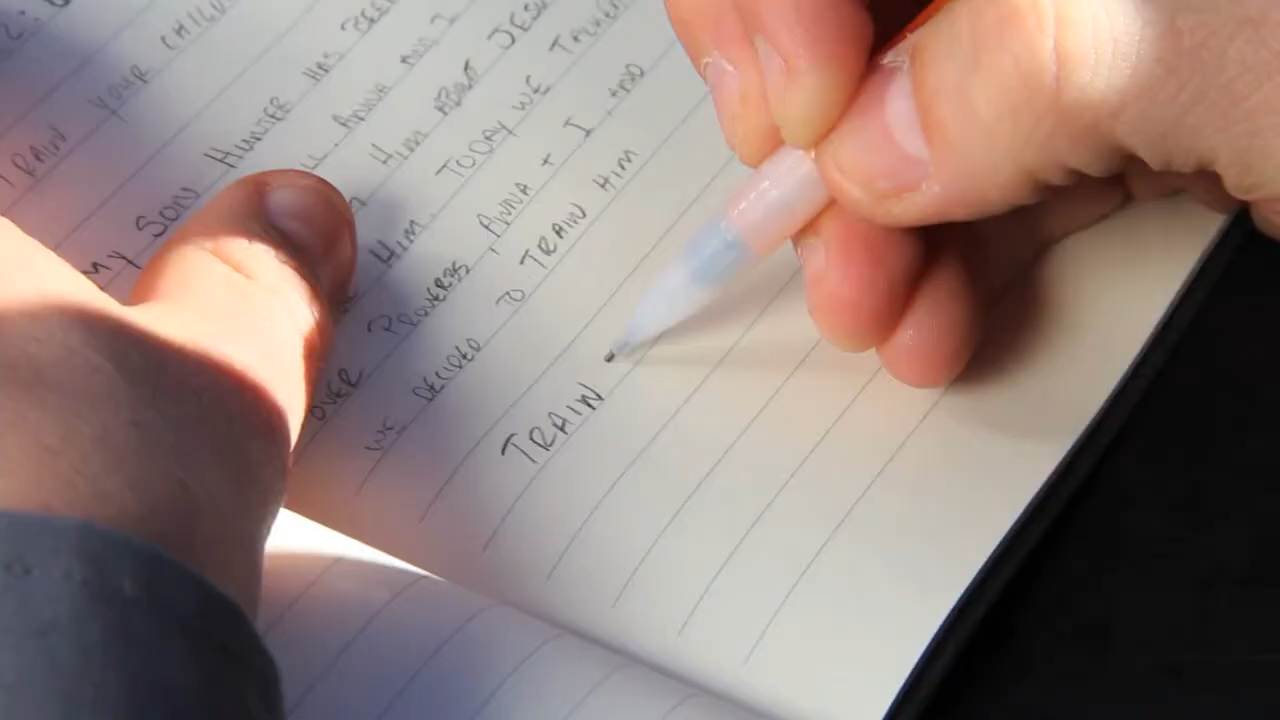 TRAIN YOUR CHILD
MY SON HUNTER HAS BEEN
ANNA AND I
HIM ABOUT JESUS
HIM. TODAY WE TALKED
OVER PROVERBS, ANNA + I, AND
WE DECIDED TO TRAIN HIM
TRAIN